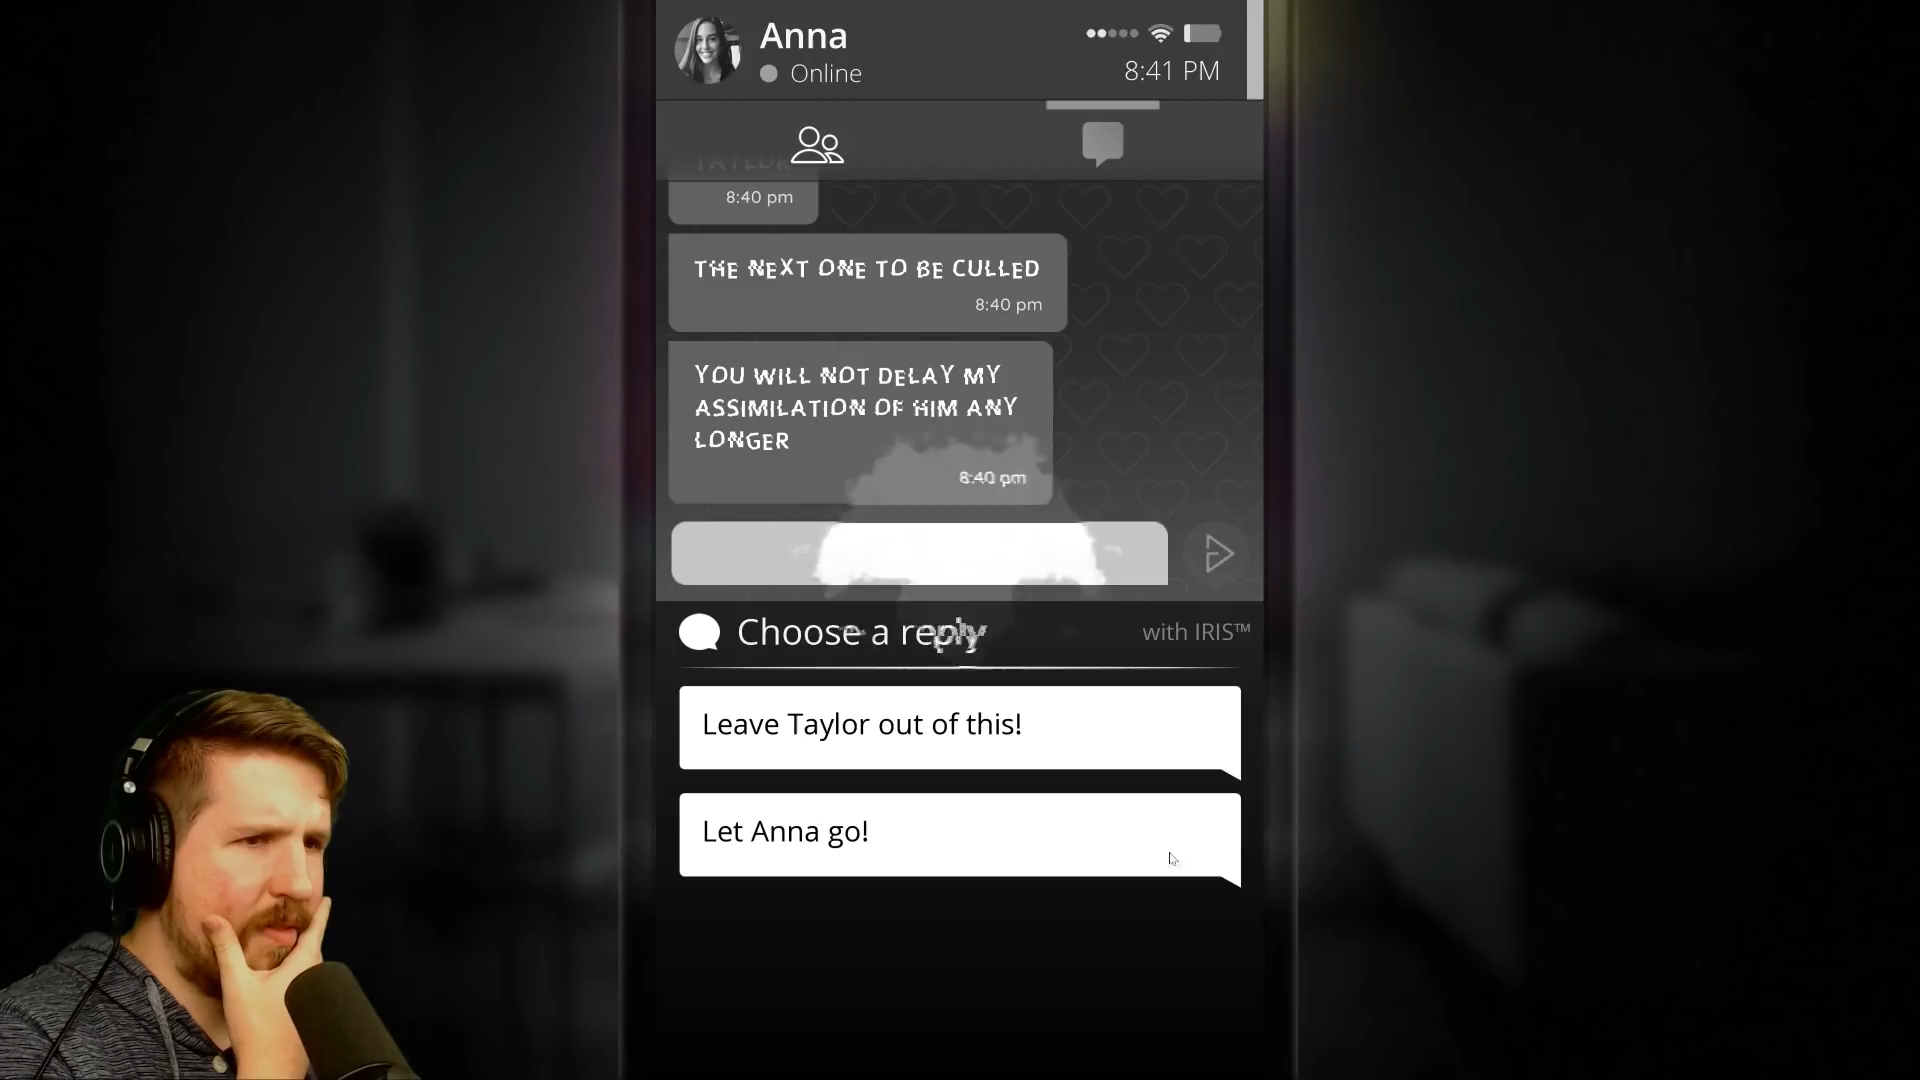 Anna
Online
8:41 PM
TAYLOR
8:40 pm
THE NEXT ONE TO BE CULLED
8:40 pm
YOU WILL NOT DELAY MY
ASSIMILATION OF HIM ANY
LONGER
8:40 pm
Choose a reply
with IRIS™
Leave Taylor out of this!
Let Anna go!